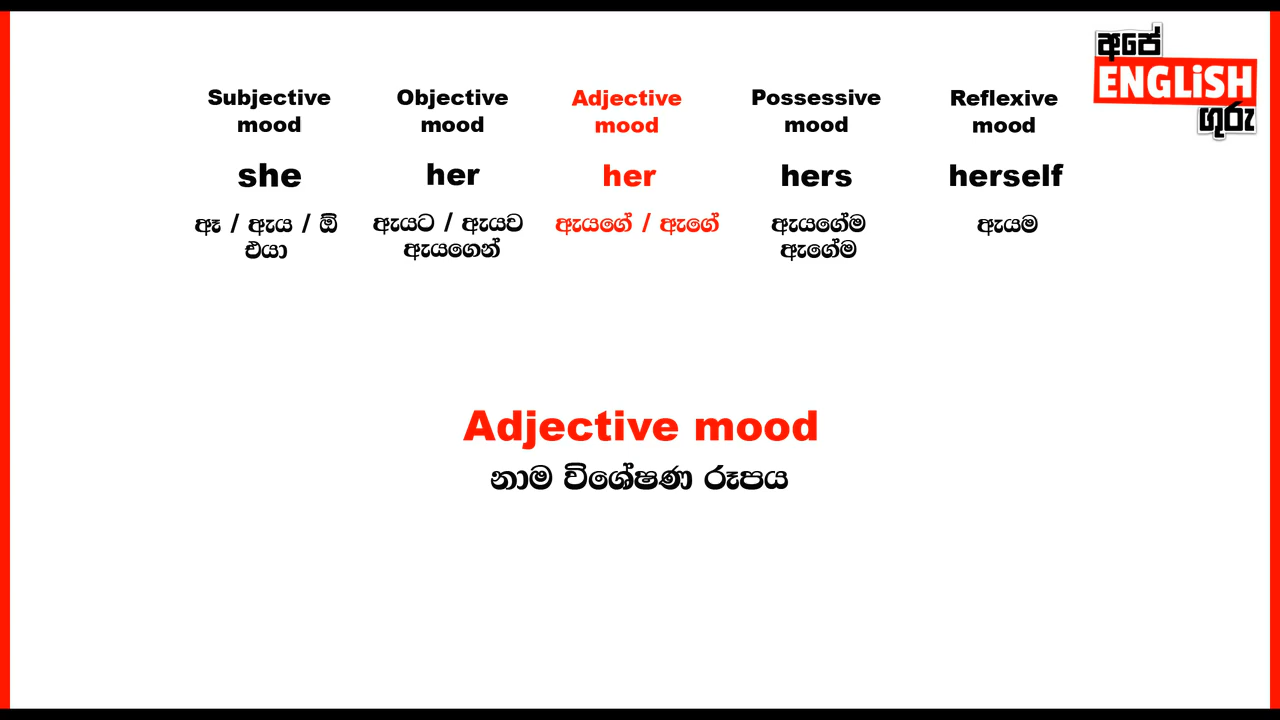 අපේ
ENGLiSH
ගුරු
Subjective mood
Objective mood
Adjective mood
Possessive mood
Reflexive mood
she
her
her
hers
herself
ඈ / ඇය / ඕ
එයා
ඇයට / ඇයව
ඇයගෙන්
ඇයගේ / ඇගේ
ඇයගේම
ඇගේම
ඇයම
Adjective mood
නාම විශේෂණ රූපය